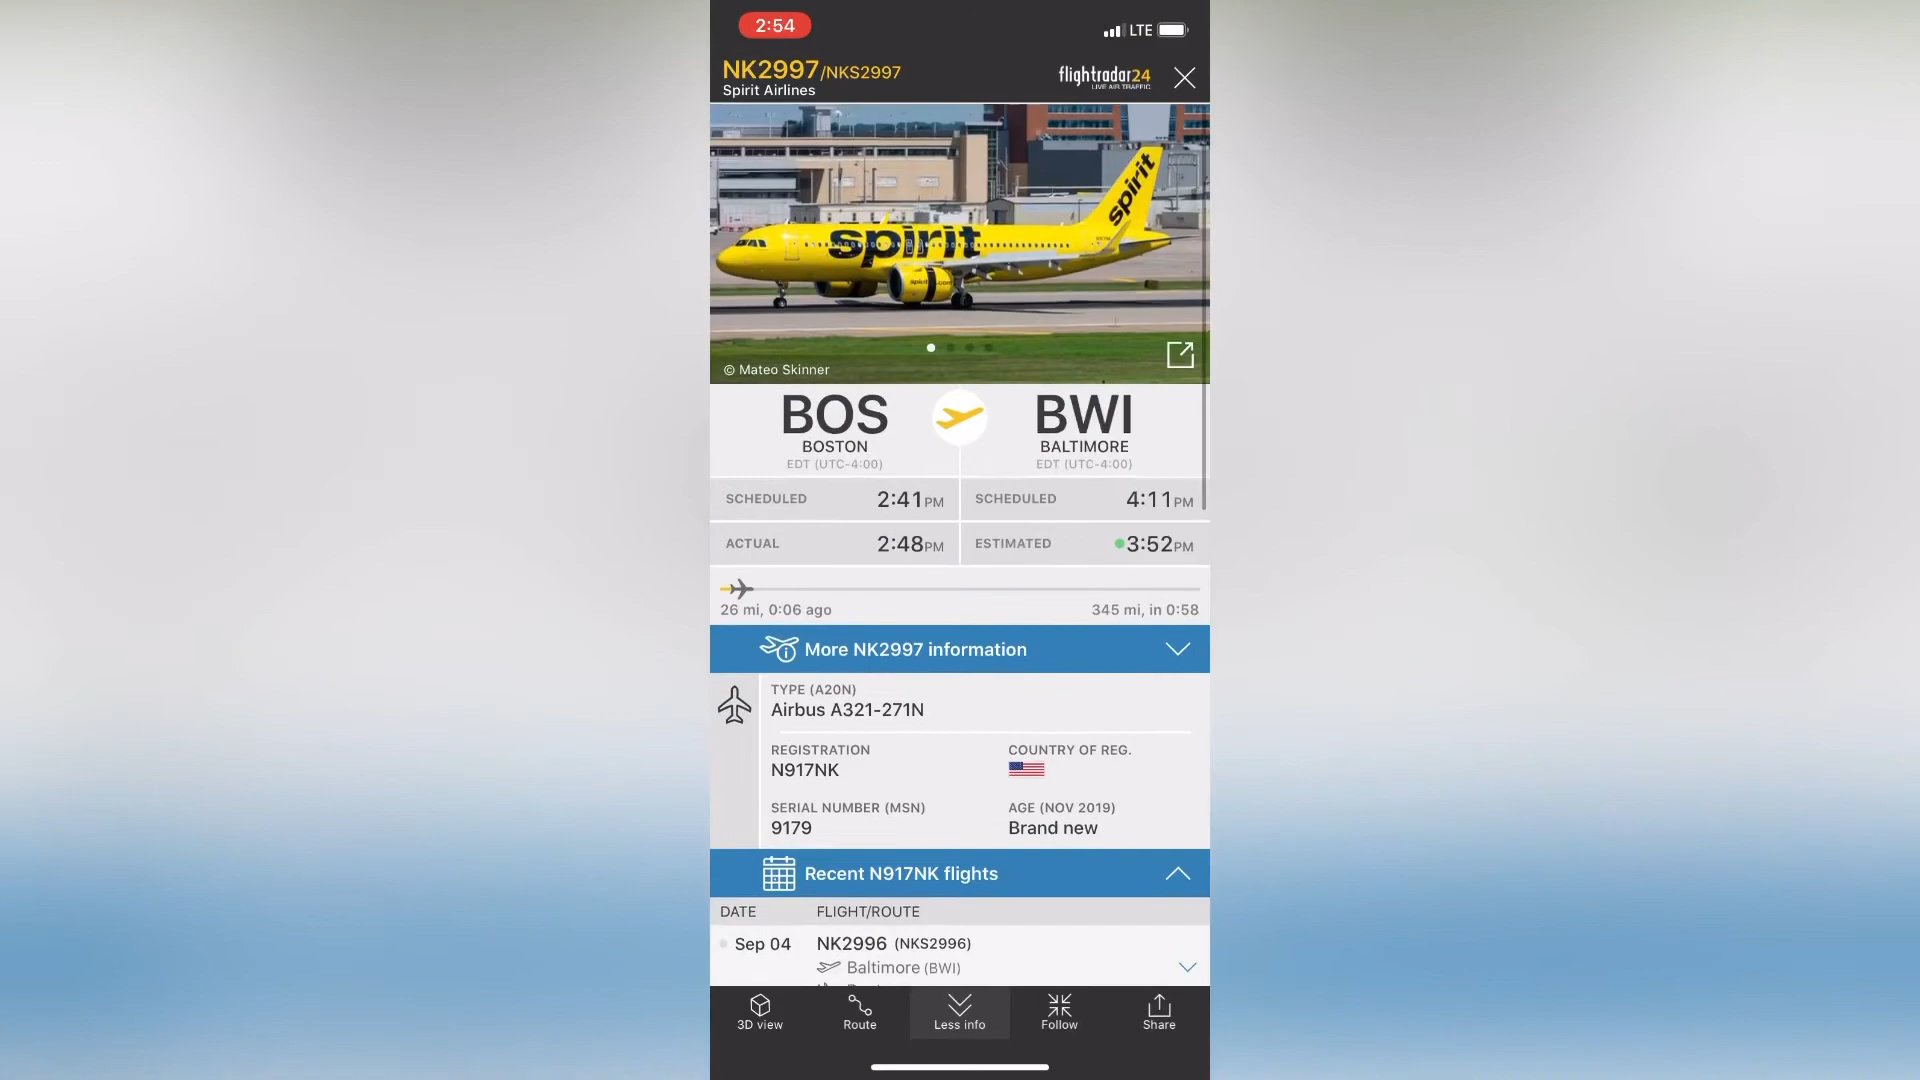 2:54
LTE
NK2997/NKS2997
Spirit Airlines
flightradar24
LIVE AIR TRAFFIC
spirit
spirit
© Mateo Skinner
BOS
BOSTON
EDT (UTC-4:00)
BWI
BALTIMORE
EDT (UTC-4:00)
SCHEDULED 2:41PM
SCHEDULED 4:11PM
ACTUAL 2:48PM
ESTIMATED 3:52PM
26 mi, 0:06 ago
345 mi, in 0:58
More NK2997 information
TYPE (A20N)
Airbus A321-271N
REGISTRATION
N917NK
COUNTRY OF REG.
SERIAL NUMBER (MSN)
9179
AGE (NOV 2019)
Brand new
Recent N917NK flights
DATE FLIGHT/ROUTE
Sep 04 NK2996 (NKS2996)
Baltimore (BWI)
3D view
Route
Less info
Follow
Share